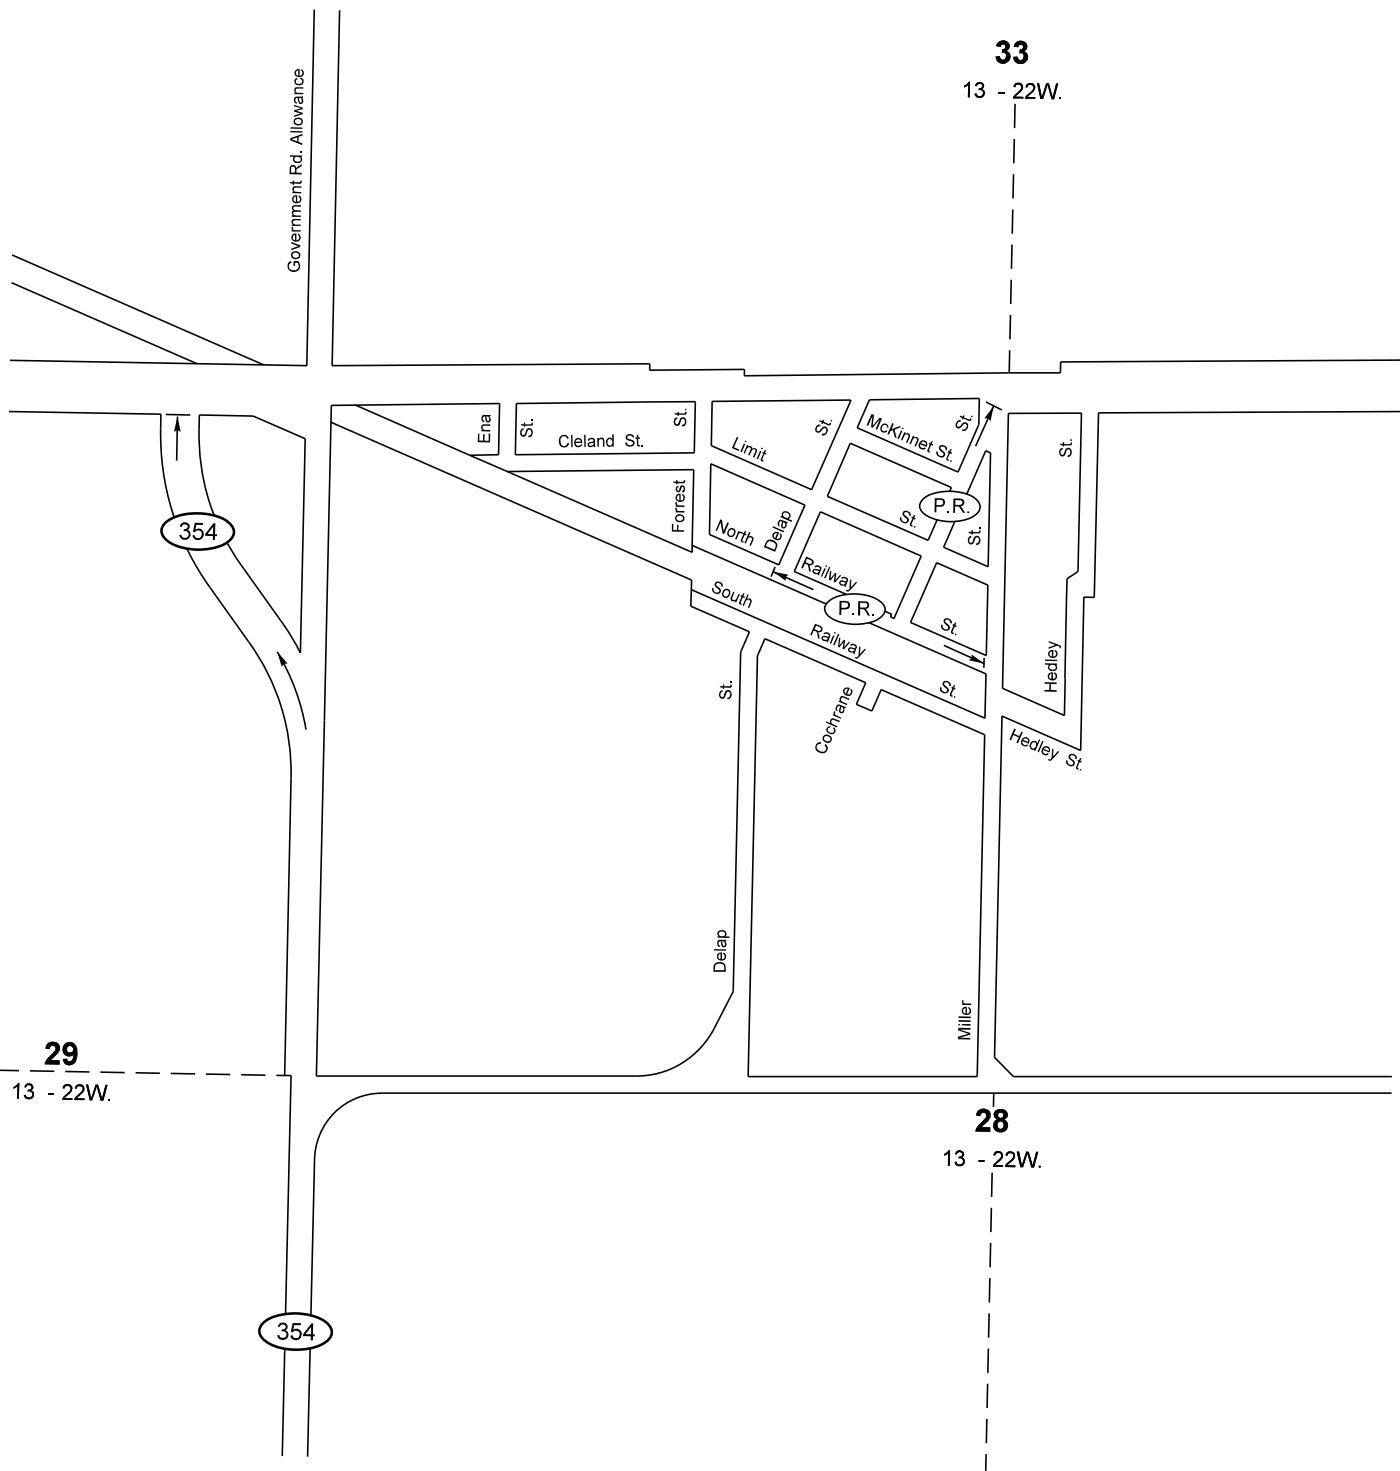 33
13 - 22W.
Government Rd. Allowance
Ena St.
Cleland St.
Forrest St.
Limit St.
McKinnet St.
St.
P.R.
St.
North Railway St.
Delap St.
P.R.
South Railway St.
Cochrane
Hedley St.
Hedley St.
354
Delap St.
Miller
29
13 - 22W.
28
13 - 22W.
354